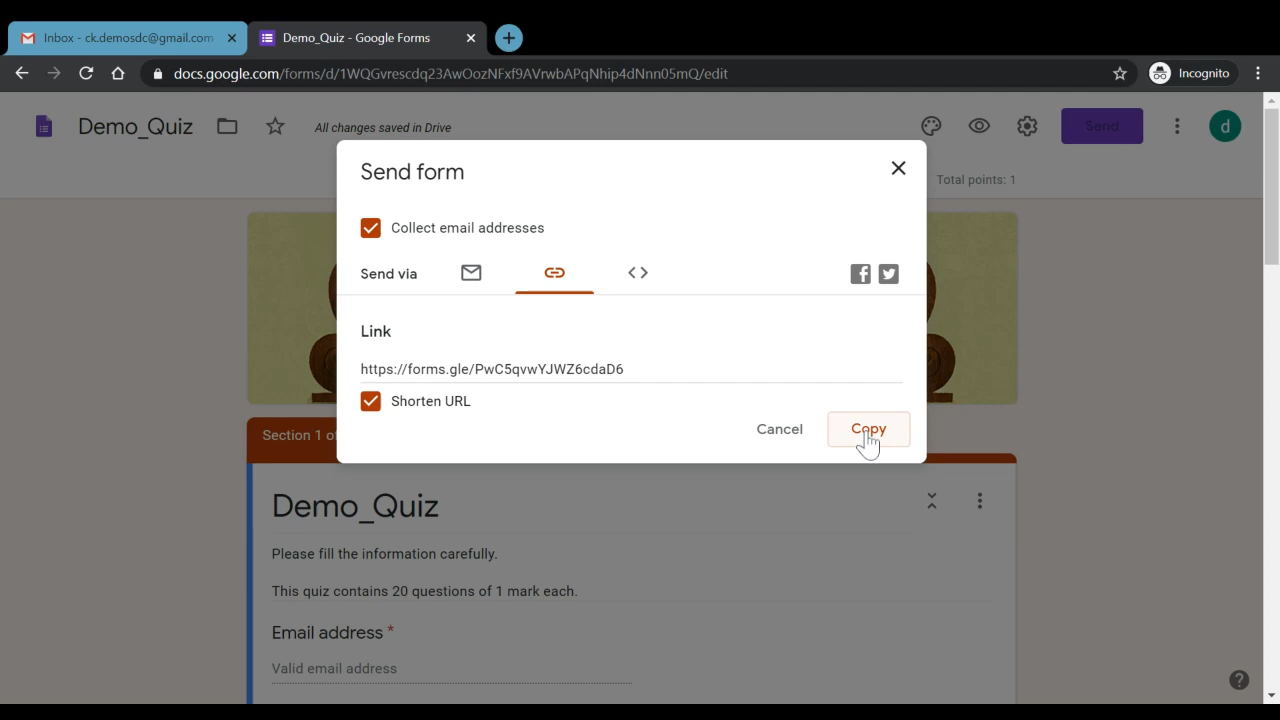 Inbox - ck.demosdc@gmail.com
Demo_Quiz - Google Forms
docs.google.com/forms/d/1WQGvrescdq23AwOozNFxf9AVrwbAPqNhip4dNnn05mQ/edit
Incognito
Demo_Quiz
All changes saved in Drive
Send
d
Total points: 1
Send form
Collect email addresses
Send via
Link
https://forms.gle/PwC5qvwYJWZ6cdaD6
Shorten URL
Cancel
Copy
Section 1 of
Demo_Quiz
Please fill the information carefully.
This quiz contains 20 questions of 1 mark each.
Email address *
Valid email address